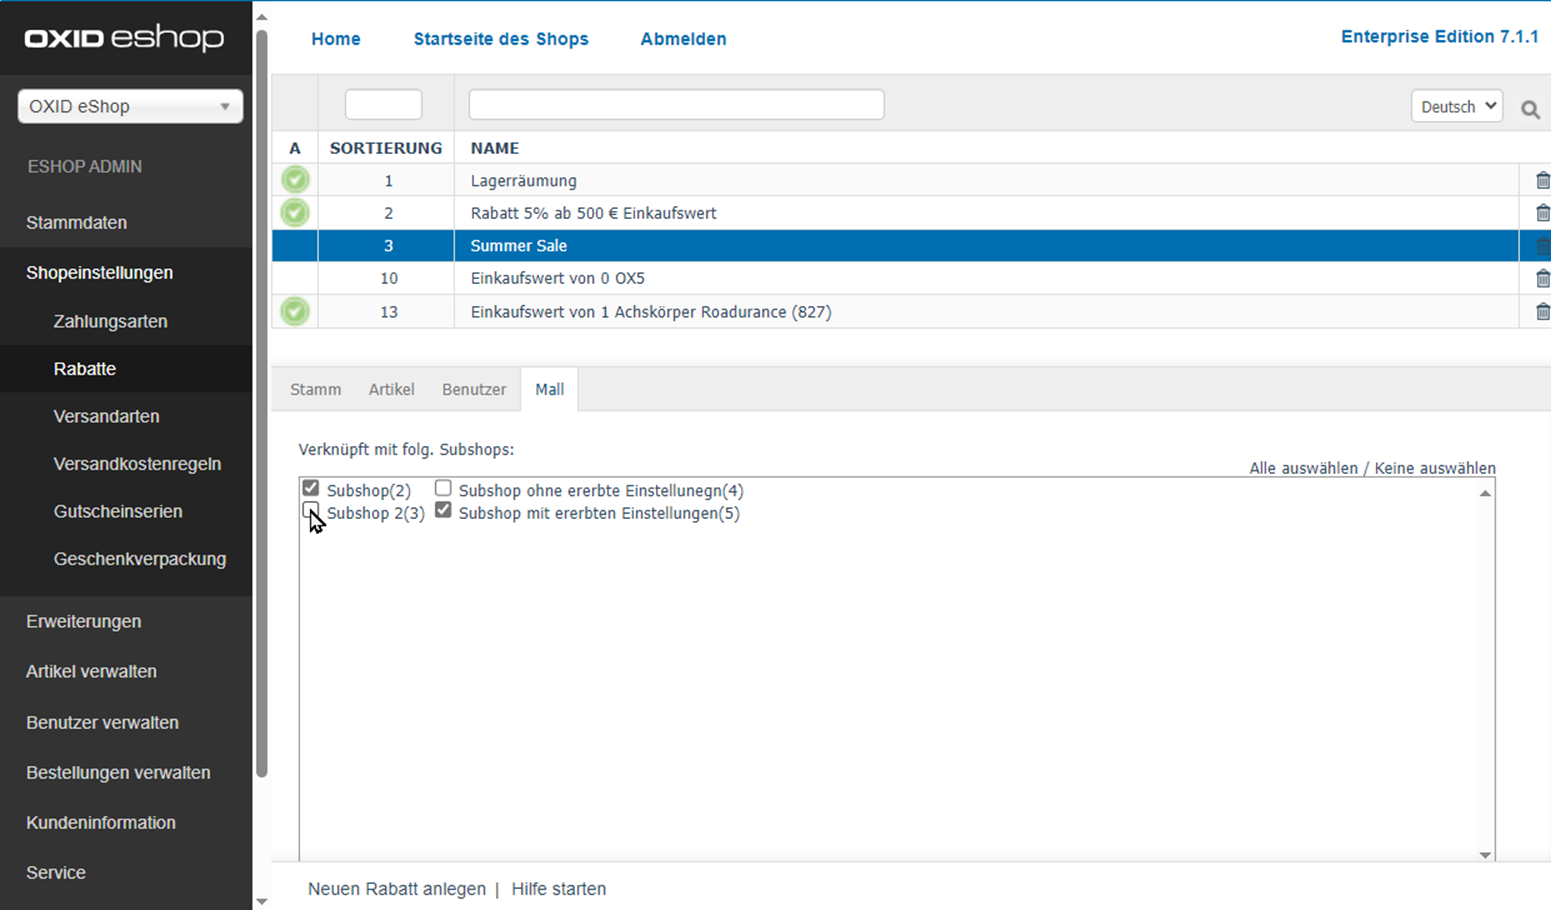 OXID eshop
Home Startseite des Shops Abmelden
Enterprise Edition 7.1.1
OXID eShop
Deutsch
ESHOP ADMIN
Stammdaten
Shopeinstellungen
Zahlungsarten
Rabatte
Versandarten
Versandkostenregeln
Gutscheinserien
Geschenkverpackung
Erweiterungen
Artikel verwalten
Benutzer verwalten
Bestellungen verwalten
Kundeninformation
Service
A SORTIERUNG NAME
1 Lagerräumung
2 Rabatt 5% ab 500 € Einkaufswert
3 Summer Sale
10 Einkaufswert von 0 OX5
13 Einkaufswert von 1 Achskörper Roadurance (827)
Stamm Artikel Benutzer Mall
Verknüpft mit folg. Subshops:
Alle auswählen / Keine auswählen
Subshop(2) Subshop ohne ererbte Einstellunegn(4)
Subshop 2(3) Subshop mit ererbten Einstellungen(5)
Neuen Rabatt anlegen | Hilfe starten